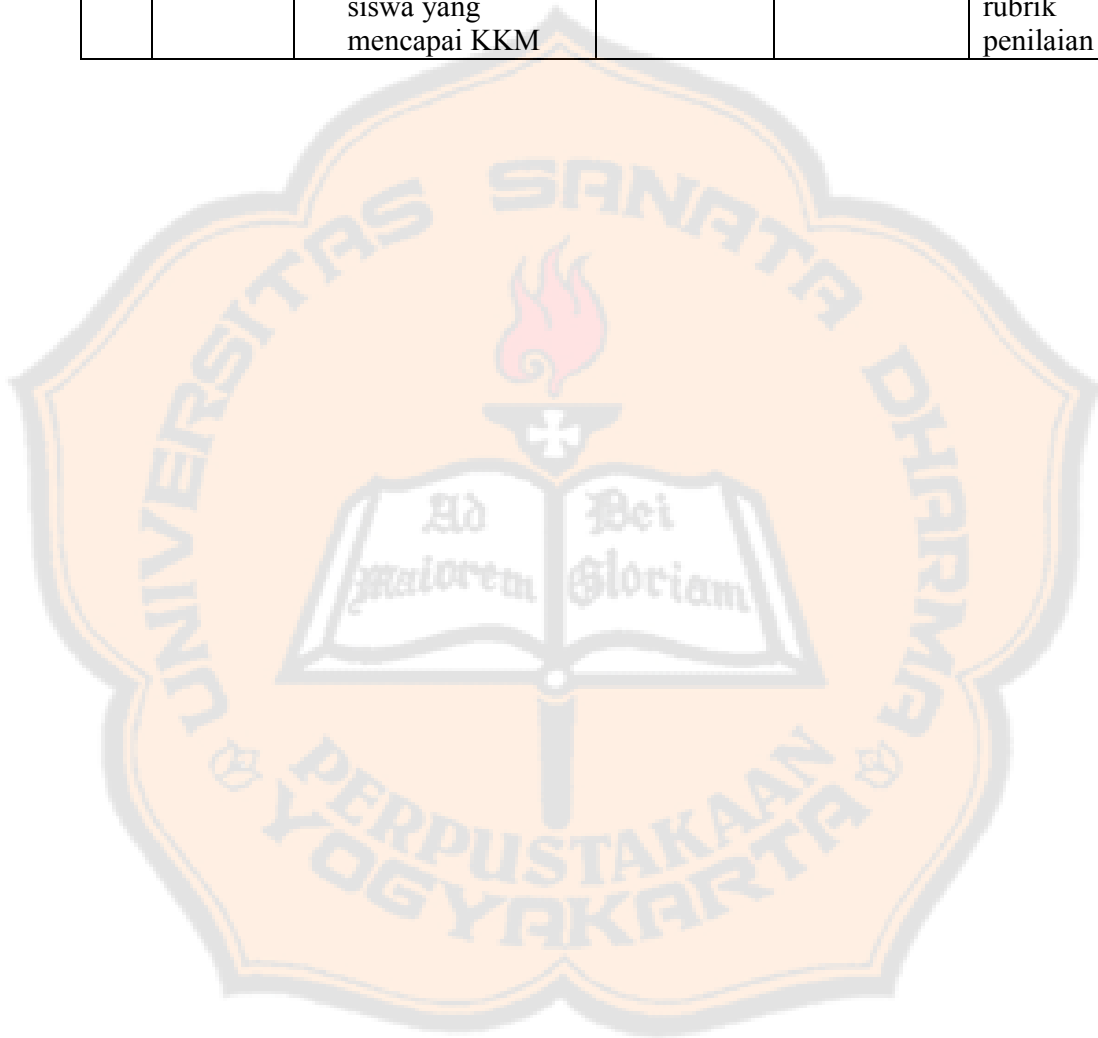 siswa yang rubrik
mencapai KKM penilaian
UNIVERSITAS SANATA DHARMA
Ad Dei
maiorem Gloriam
PERPUSTAKAAN
YOGYAKARTA